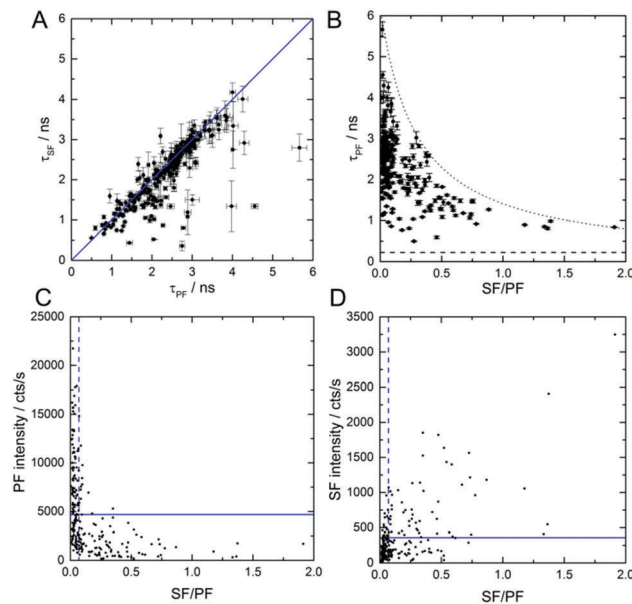 A
6
5
4
3
2
1
0
τSF / ns
0 1 2 3 4 5 6
τPF / ns
B
6
5
4
3
2
1
0
τPF / ns
0.0 0.5 1.0 1.5 2.0
SF/PF
C
25000
20000
15000
10000
5000
0
PF intensity / cts/s
0.0 0.5 1.0 1.5 2.0
SF/PF
D
3500
3000
2500
2000
1500
1000
500
0
SF intensity / cts/s
0.0 0.5 1.0 1.5 2.0
SF/PF